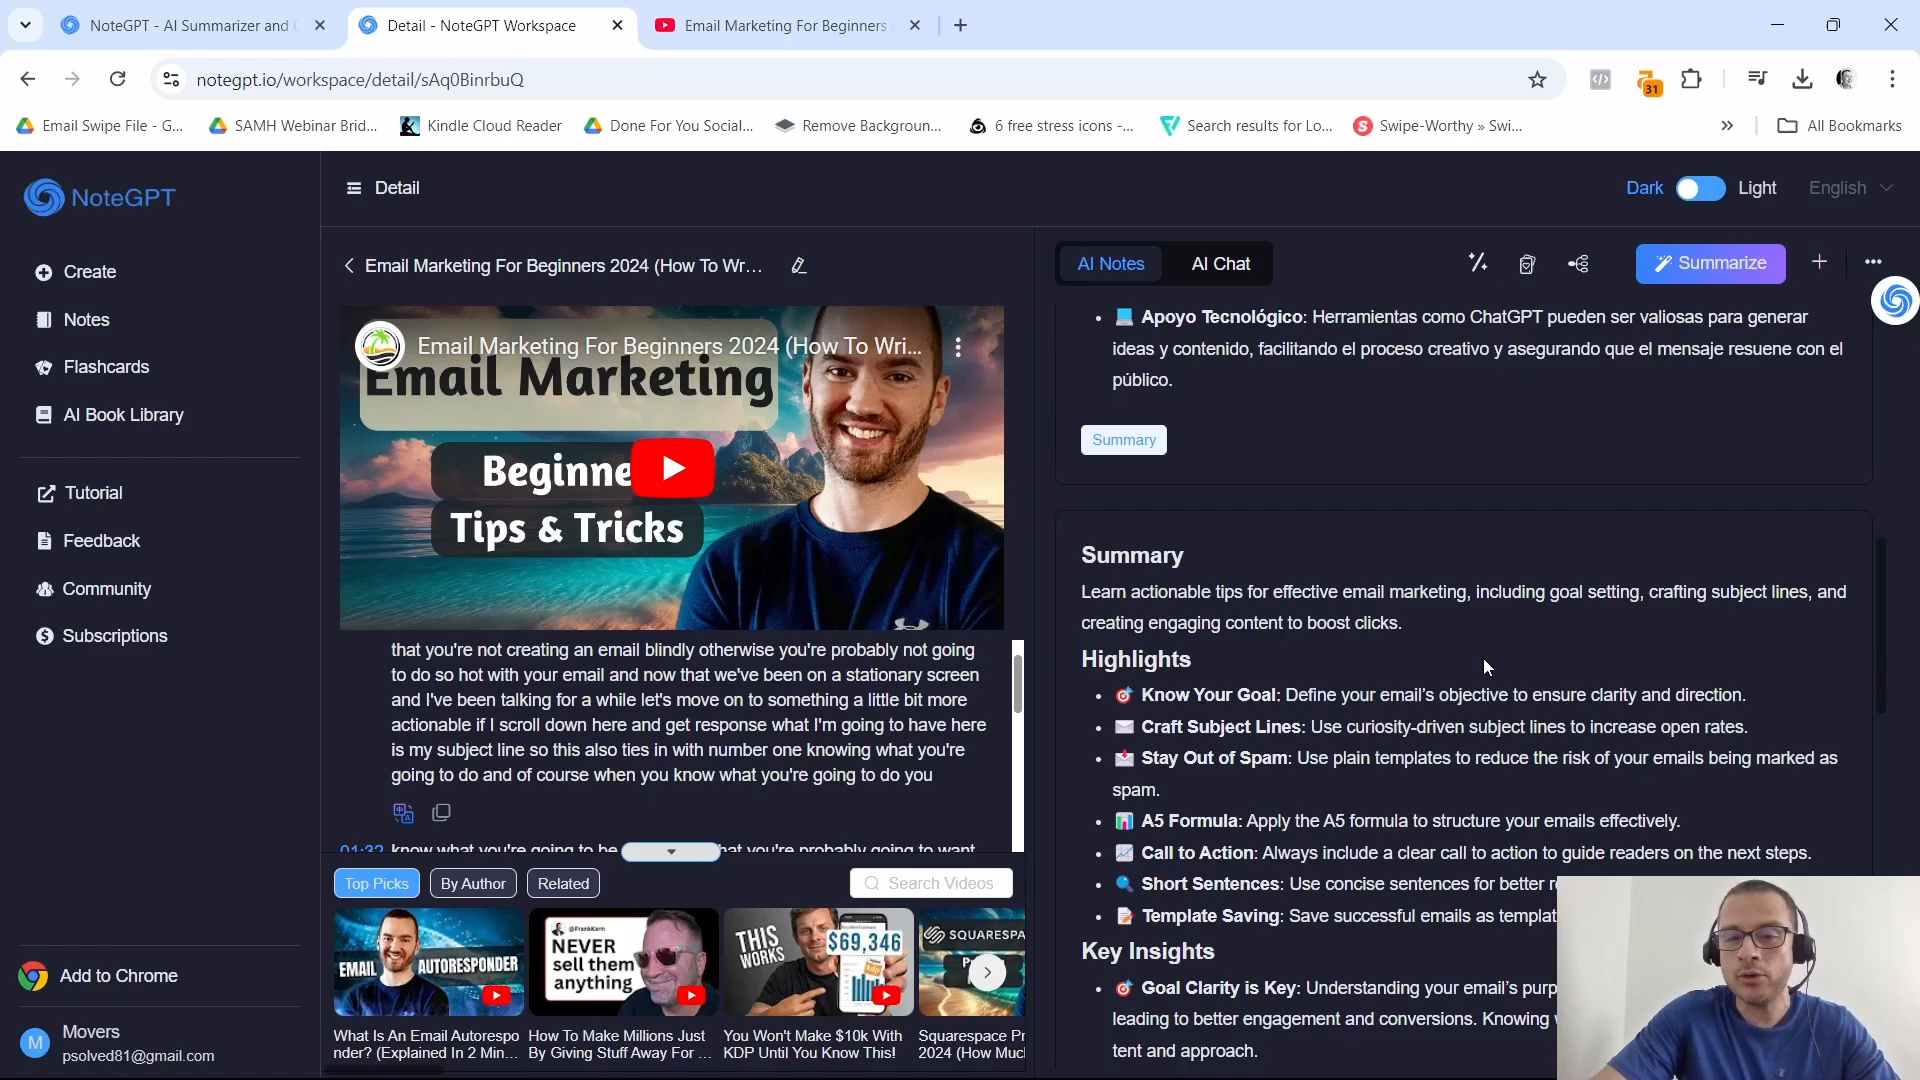 NoteGPT - AI Summarizer and
Detail - NoteGPT Workspace
Email Marketing For Beginners
notegpt.io/workspace/detail/sAq0BinrbuQ
31
Email Swipe File - G...
SAMH Webinar Brid...
Kindle Cloud Reader
Done For You Social...
Remove Backgroun...
6 free stress icons -...
Search results for Lo...
Swipe-Worthy » Swi...
All Bookmarks
NoteGPT
Create
Notes
Flashcards
AI Book Library
Tutorial
Feedback
Community
Subscriptions
Add to Chrome
M
Movers
psolved81@gmail.com
Detail
Dark
Light
English
Email Marketing For Beginners 2024 (How To Wr...
Email Marketing For Beginners 2024 (How To Wri...
Email Marketing
Beginne
Tips & Tricks
that you're not creating an email blindly otherwise you're probably not going
to do so hot with your email and now that we've been on a stationary screen
and I've been talking for a while let's move on to something a little bit more
actionable if I scroll down here and get response what I'm going to have here
is my subject line so this also ties in with number one knowing what you're
going to do and of course when you know what you're going to do you
01:32 know what you're going to be hat you're probably going to want
Top Picks
By Author
Related
Search Videos
EMAIL AUTORESPONDER
@FrankKern
NEVER
sell them
anything
THIS
WORKS
$69,346
kdp
SQUARESPA
What Is An Email Autorespo
nder? (Explained In 2 Min...
How To Make Millions Just
By Giving Stuff Away For ...
You Won't Make $10k With
KDP Until You Know This!
Squarespace Pr
2024 (How Muc
AI Notes
AI Chat
Summarize
Apoyo Tecnológico: Herramientas como ChatGPT pueden ser valiosas para generar
ideas y contenido, facilitando el proceso creativo y asegurando que el mensaje resuene con el
público.
Summary
Summary
Learn actionable tips for effective email marketing, including goal setting, crafting subject lines, and
creating engaging content to boost clicks.
Highlights
Know Your Goal: Define your email's objective to ensure clarity and direction.
Craft Subject Lines: Use curiosity-driven subject lines to increase open rates.
Stay Out of Spam: Use plain templates to reduce the risk of your emails being marked as
spam.
A5 Formula: Apply the A5 formula to structure your emails effectively.
Call to Action: Always include a clear call to action to guide readers on the next steps.
Short Sentences: Use concise sentences for better r
Template Saving: Save successful emails as templat
Key Insights
Goal Clarity is Key: Understanding your email's purp
leading to better engagement and conversions. Knowing
tent and approach.